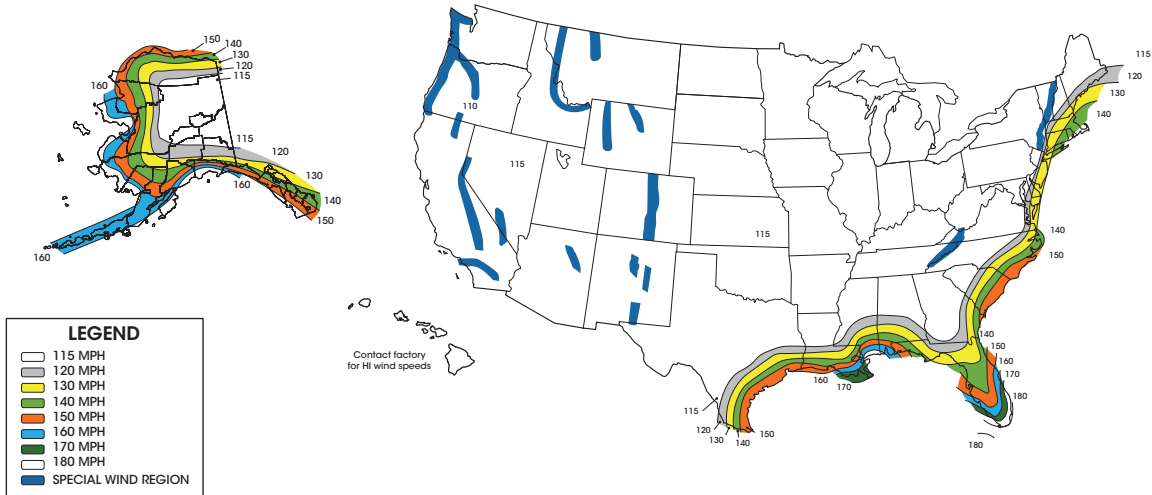 150
140
130
120
115
160
115
120
130
140
150
160
160
110
115
115
115
120
130
140
140
150
140
150
160
170
180
180
160
170
115
120
130
140
150
Contact factory
for HI wind speeds
LEGEND
115 MPH
120 MPH
130 MPH
140 MPH
150 MPH
160 MPH
170 MPH
180 MPH
SPECIAL WIND REGION